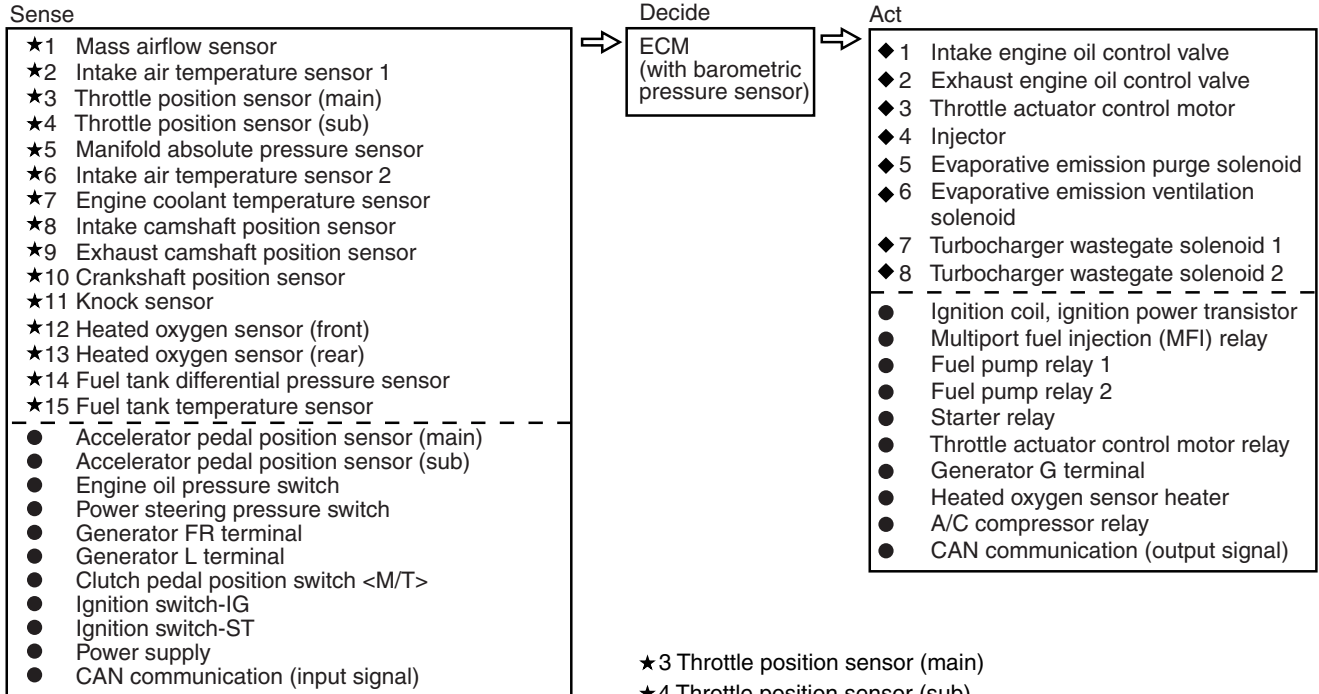 Sense
★1 Mass airflow sensor
★2 Intake air temperature sensor 1
★3 Throttle position sensor (main)
★4 Throttle position sensor (sub)
★5 Manifold absolute pressure sensor
★6 Intake air temperature sensor 2
★7 Engine coolant temperature sensor
★8 Intake camshaft position sensor
★9 Exhaust camshaft position sensor
★10 Crankshaft position sensor
★11 Knock sensor
★12 Heated oxygen sensor (front)
★13 Heated oxygen sensor (rear)
★14 Fuel tank differential pressure sensor
★15 Fuel tank temperature sensor
● Accelerator pedal position sensor (main)
● Accelerator pedal position sensor (sub)
● Engine oil pressure switch
● Power steering pressure switch
● Generator FR terminal
● Generator L terminal
● Clutch pedal position switch <M/T>
● Ignition switch-IG
● Ignition switch-ST
● Power supply
● CAN communication (input signal)
Decide
ECM
(with barometric
pressure sensor)
Act
◆1 Intake engine oil control valve
◆2 Exhaust engine oil control valve
◆3 Throttle actuator control motor
◆4 Injector
◆5 Evaporative emission purge solenoid
◆6 Evaporative emission ventilation
solenoid
◆7 Turbocharger wastegate solenoid 1
◆8 Turbocharger wastegate solenoid 2
● Ignition coil, ignition power transistor
● Multiport fuel injection (MFI) relay
● Fuel pump relay 1
● Fuel pump relay 2
● Starter relay
● Throttle actuator control motor relay
● Generator G terminal
● Heated oxygen sensor heater
● A/C compressor relay
● CAN communication (output signal)
★3 Throttle position sensor (main)
★4 Throttle position sensor (sub)